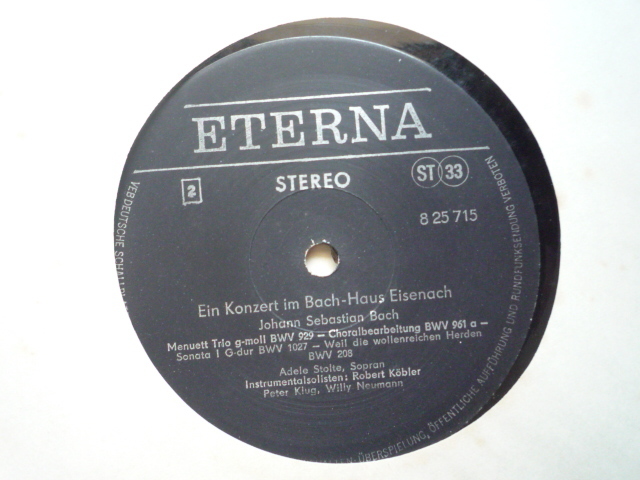 ETERNA
2
STEREO
ST 33
8 25 715
Ein Konzert im Bach-Haus Eisenach
Johann Sebastian Bach
Menuett Trio g-moll BWV 929 – Choralbearbeitung BWV 961 a –
Sonata I G-dur BWV 1027 – Weil die wollenreichen Herden
BWV 208
Adele Stolte, Sopran
Instrumentalsolisten: Robert Köbler
Peter Klug, Willy Neumann
VEB DEUTSCHE
ÜBERSPIELUNG, ÖFFENTLICHE AUFFÜHRUNG UND RUNDFUNKSENDUNG VERBOTEN